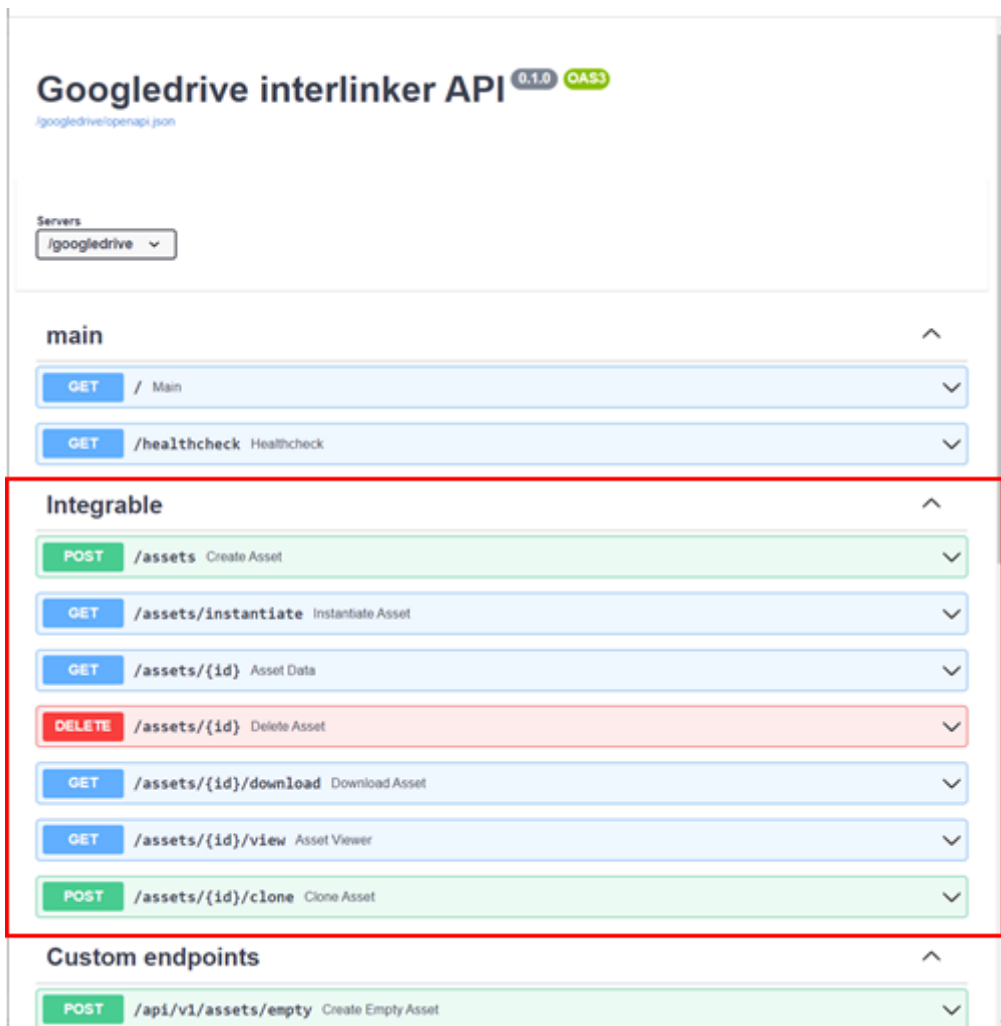 Googledrive interlinker API 0.1.0 OAS3
/googledrive/openapi.json
Servers
/googledrive
main
GET / Main
GET /healthcheck Healthcheck
Integrable
POST /assets Create Asset
GET /assets/instantiate Instantiate Asset
GET /assets/{id} Asset Data
DELETE /assets/{id} Delete Asset
GET /assets/{id}/download Download Asset
GET /assets/{id}/view Asset Viewer
POST /assets/{id}/clone Clone Asset
Custom endpoints
POST /api/v1/assets/empty Create Empty Asset